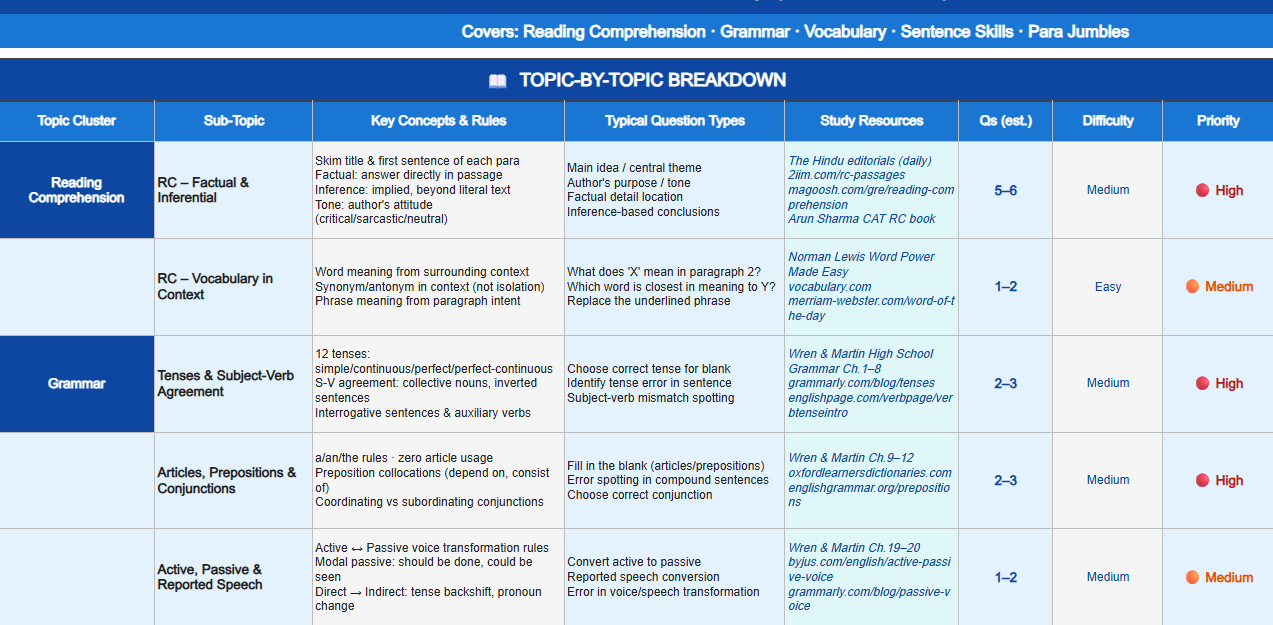 Covers: Reading Comprehension · Grammar · Vocabulary · Sentence Skills · Para Jumbles
📖 TOPIC-BY-TOPIC BREAKDOWN
Topic Cluster
Sub-Topic
Key Concepts & Rules
Typical Question Types
Study Resources
Qs (est.)
Difficulty
Priority
Reading
Comprehension
RC – Factual &
Inferential
Skim title & first sentence of each para
Factual: answer directly in passage
Inference: implied, beyond literal text
Tone: author's attitude
(critical/sarcastic/neutral)
Main idea / central theme
Author's purpose / tone
Factual detail location
Inference-based conclusions
The Hindu editorials (daily)
2iim.com/rc-passages
magoosh.com/gre/reading-com
prehension
Arun Sharma CAT RC book
5–6
Medium
High
RC – Vocabulary in
Context
Word meaning from surrounding context
Synonym/antonym in context (not isolation)
Phrase meaning from paragraph intent
What does 'X' mean in paragraph 2?
Which word is closest in meaning to Y?
Replace the underlined phrase
Norman Lewis Word Power
Made Easy
vocabulary.com
merriam-webster.com/word-of-t
he-day
1–2
Easy
Medium
Grammar
Tenses & Subject-Verb
Agreement
12 tenses:
simple/continuous/perfect/perfect-continuous
S-V agreement: collective nouns, inverted
sentences
Interrogative sentences & auxiliary verbs
Choose correct tense for blank
Identify tense error in sentence
Subject-verb mismatch spotting
Wren & Martin High School
Grammar Ch.1–8
grammarly.com/blog/tenses
englishpage.com/verbpage/ver
btenseintro
2–3
Medium
High
Articles, Prepositions &
Conjunctions
a/an/the rules · zero article usage
Preposition collocations (depend on, consist
of)
Coordinating vs subordinating conjunctions
Fill in the blank (articles/prepositions)
Error spotting in compound sentences
Choose correct conjunction
Wren & Martin Ch.9–12
oxfordlearnersdictionaries.com
englishgrammar.org/prepositio
ns
2–3
Medium
High
Active, Passive &
Reported Speech
Active ↔ Passive voice transformation rules
Modal passive: should be done, could be
seen
Direct → Indirect: tense backshift, pronoun
change
Convert active to passive
Reported speech conversion
Error in voice/speech transformation
Wren & Martin Ch.19–20
byjus.com/english/active-passi
ve-voice
grammarly.com/blog/passive-v
oice
1–2
Medium
Medium